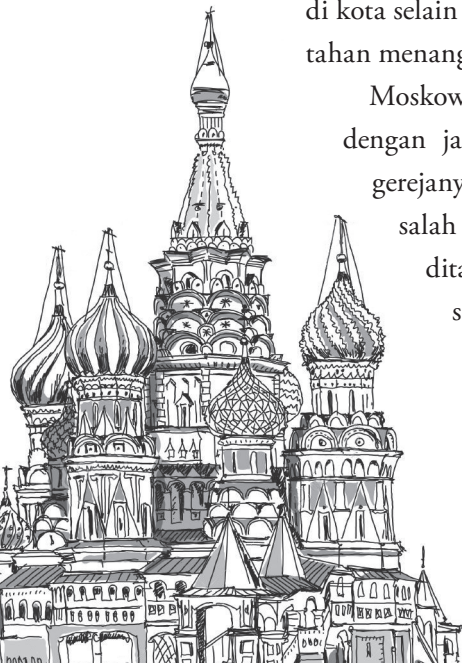 di kota selain
tahan menang
Moskow
dengan ja
gerejany
salah
dita
s